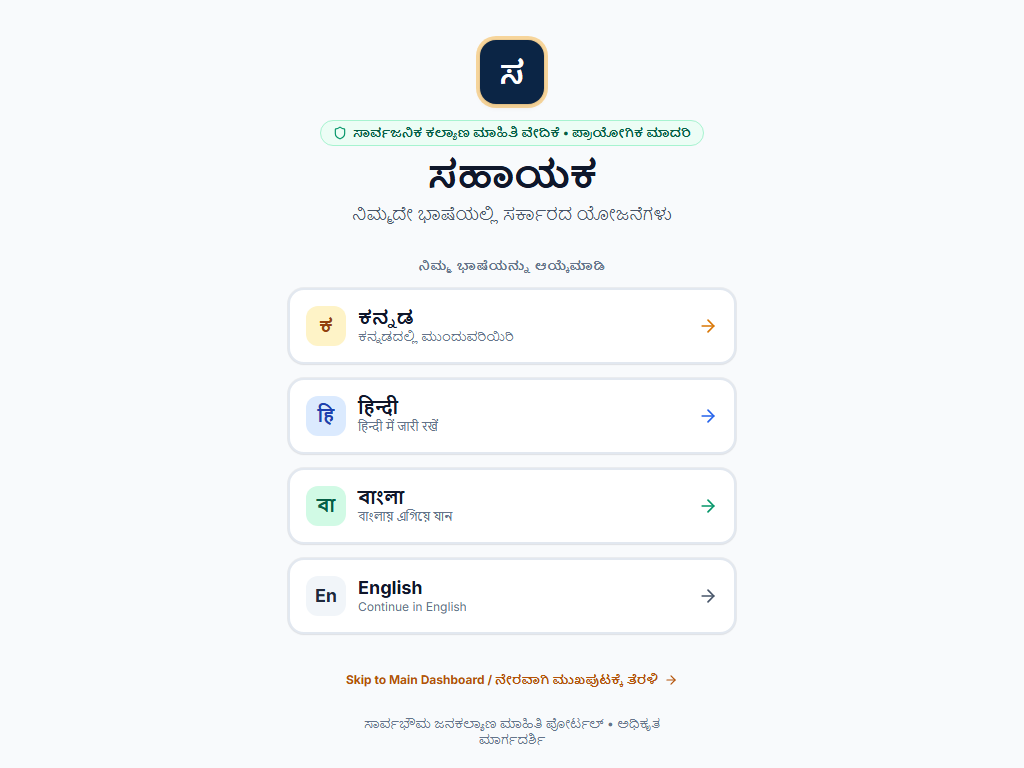 ಸ
ಸಾರ್ವಜನಿಕ ಕಲ್ಯಾಣ ಮಾಹಿತಿ ವೇದಿಕೆ • ಪ್ರಾಯೋಗಿಕ ಮಾದರಿ
ಸಹಾಯಕ
ನಿಮ್ಮದೇ ಭಾಷೆಯಲ್ಲಿ ಸರ್ಕಾರದ ಯೋಜನೆಗಳು
ನಿಮ್ಮ ಭಾಷೆಯನ್ನು ಆಯ್ಕೆಮಾಡಿ
ಕ
ಕನ್ನಡ
ಕನ್ನಡದಲ್ಲಿ ಮುಂದುವರಿಯಿರಿ
हि
हिन्दी
हिन्दी में जारी रखें
বা
বাংলা
বাংলায় এগিয়ে যান
En
English
Continue in English
Skip to Main Dashboard / ನೇರವಾಗಿ ಮುಖಪುಟಕ್ಕೆ ತೆರಳಿ →
ಸಾರ್ವಭೌಮ ಜನಕಲ್ಯಾಣ ಮಾಹಿತಿ ಪೋರ್ಟಲ್ • ಅಧಿಕೃತ
ಮಾರ್ಗದರ್ಶಿ